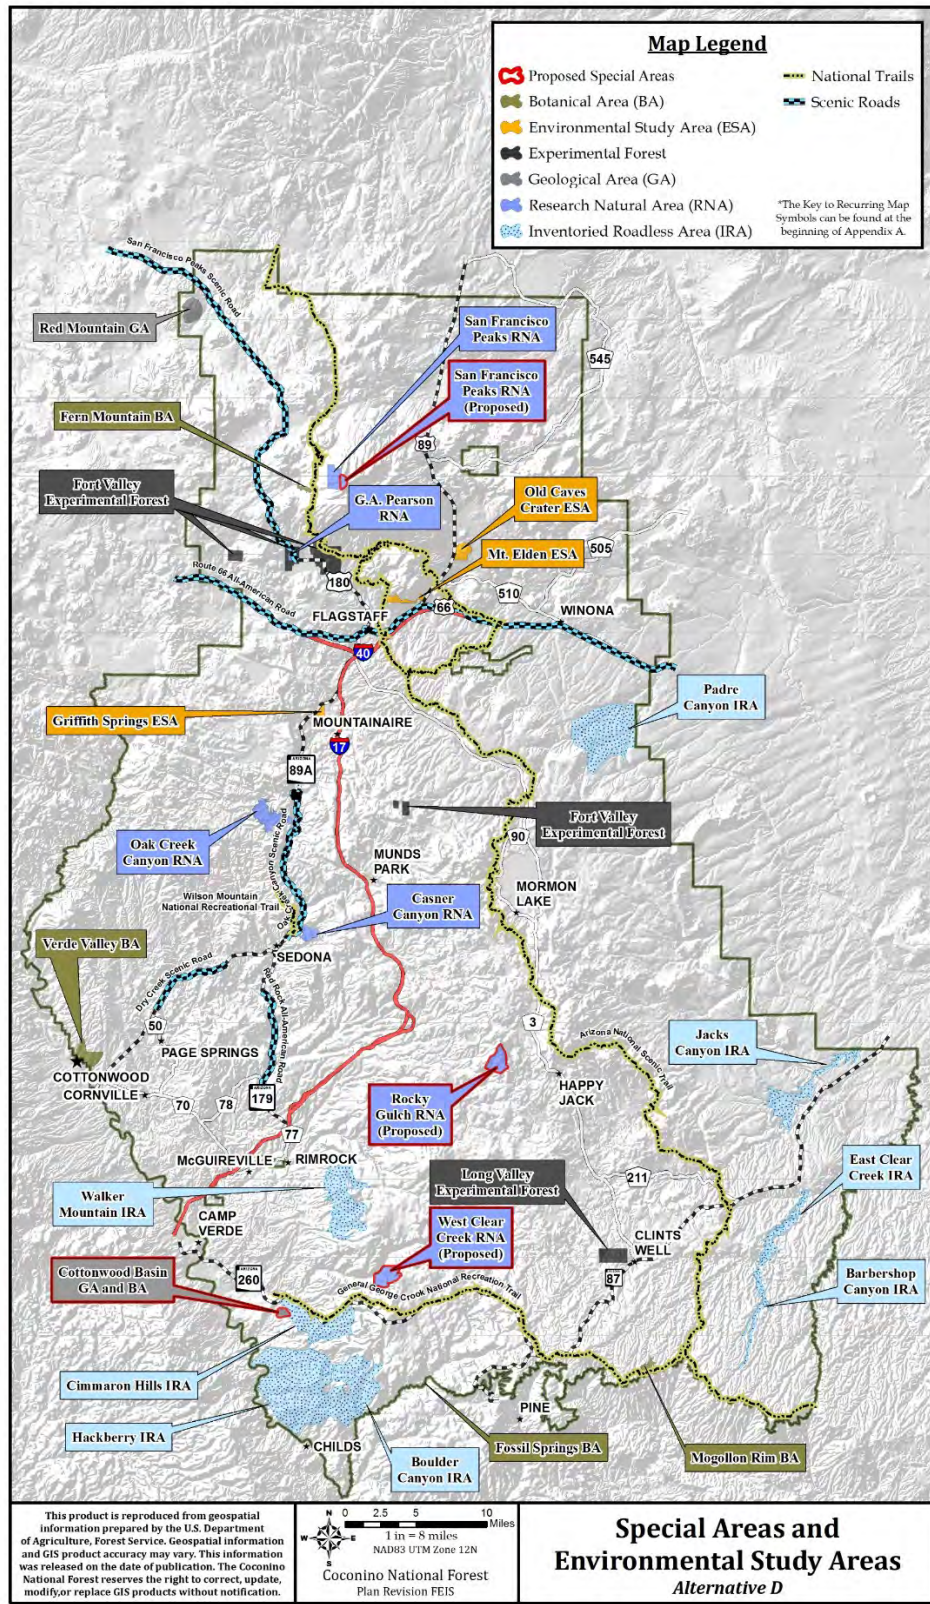 Map Legend
Proposed Special Areas
Botanical Area (BA)
Environmental Study Area (ESA)
Experimental Forest
Geological Area (GA)
Research Natural Area (RNA)
Inventoried Roadless Area (IRA)
National Trails
Scenic Roads
*The Key to Recurring Map
Symbols can be found at the
beginning of Appendix A.
San Francisco Peaks Scenic Road
Red Mountain GA
San Francisco
Peaks RNA
545
San Francisco
Peaks RNA
(Proposed)
Fern Mountain BA
89
Fort Valley
Experimental Forest
G.A. Pearson
RNA
Old Caves
Crater ESA
Mt. Elden ESA
505
Route 66 All-American Road
180
510
66
FLAGSTAFF
WINONA
40
Padre
Canyon IRA
Griffith Springs ESA
MOUNTAINAIRE
17
ARIZONA
89A
Fort Valley
Experimental Forest
Oak Creek
Canyon RNA
Oak Creek Canyon Scenic Road
90
MUNDS
PARK
MORMON
LAKE
Wilson Mountain
National Recreational Trail
Casner
Canyon RNA
Verde Valley BA
SEDONA
Dry Creek Scenic Road
Red Rock All-American Road
50
3
Arizona National Scenic Trail
Jacks
Canyon IRA
PAGE SPRINGS
COTTONWOOD
CORNVILLE
70
78
ARIZONA
179
Rocky
Gulch RNA
(Proposed)
HAPPY
JACK
77
McGUIREVILLE
RIMROCK
Long Valley
Experimental Forest
211
East Clear
Creek IRA
Walker
Mountain IRA
CAMP
VERDE
West Clear
Creek RNA
(Proposed)
CLINTS
WELL
Cottonwood Basin
GA and BA
ARIZONA
260
General George Crook National Recreation Trail
ARIZONA
87
Barbershop
Canyon IRA
Cimmaron Hills IRA
PINE
Hackberry IRA
CHILDS
Boulder
Canyon IRA
Fossil Springs BA
Mogollon Rim BA
This product is reproduced from geospatial
information prepared by the U.S. Department
of Agriculture, Forest Service. Geospatial information
and GIS product accuracy may vary. This information
was released on the date of publication. The Coconino
National Forest reserves the right to correct, update,
modify,or replace GIS products without notification.
N
W E
S
0 2.5 5 10
Miles
1 in = 8 miles
NAD83 UTM Zone 12N
Coconino National Forest
Plan Revision FEIS
Special Areas and
Environmental Study Areas
Alternative D